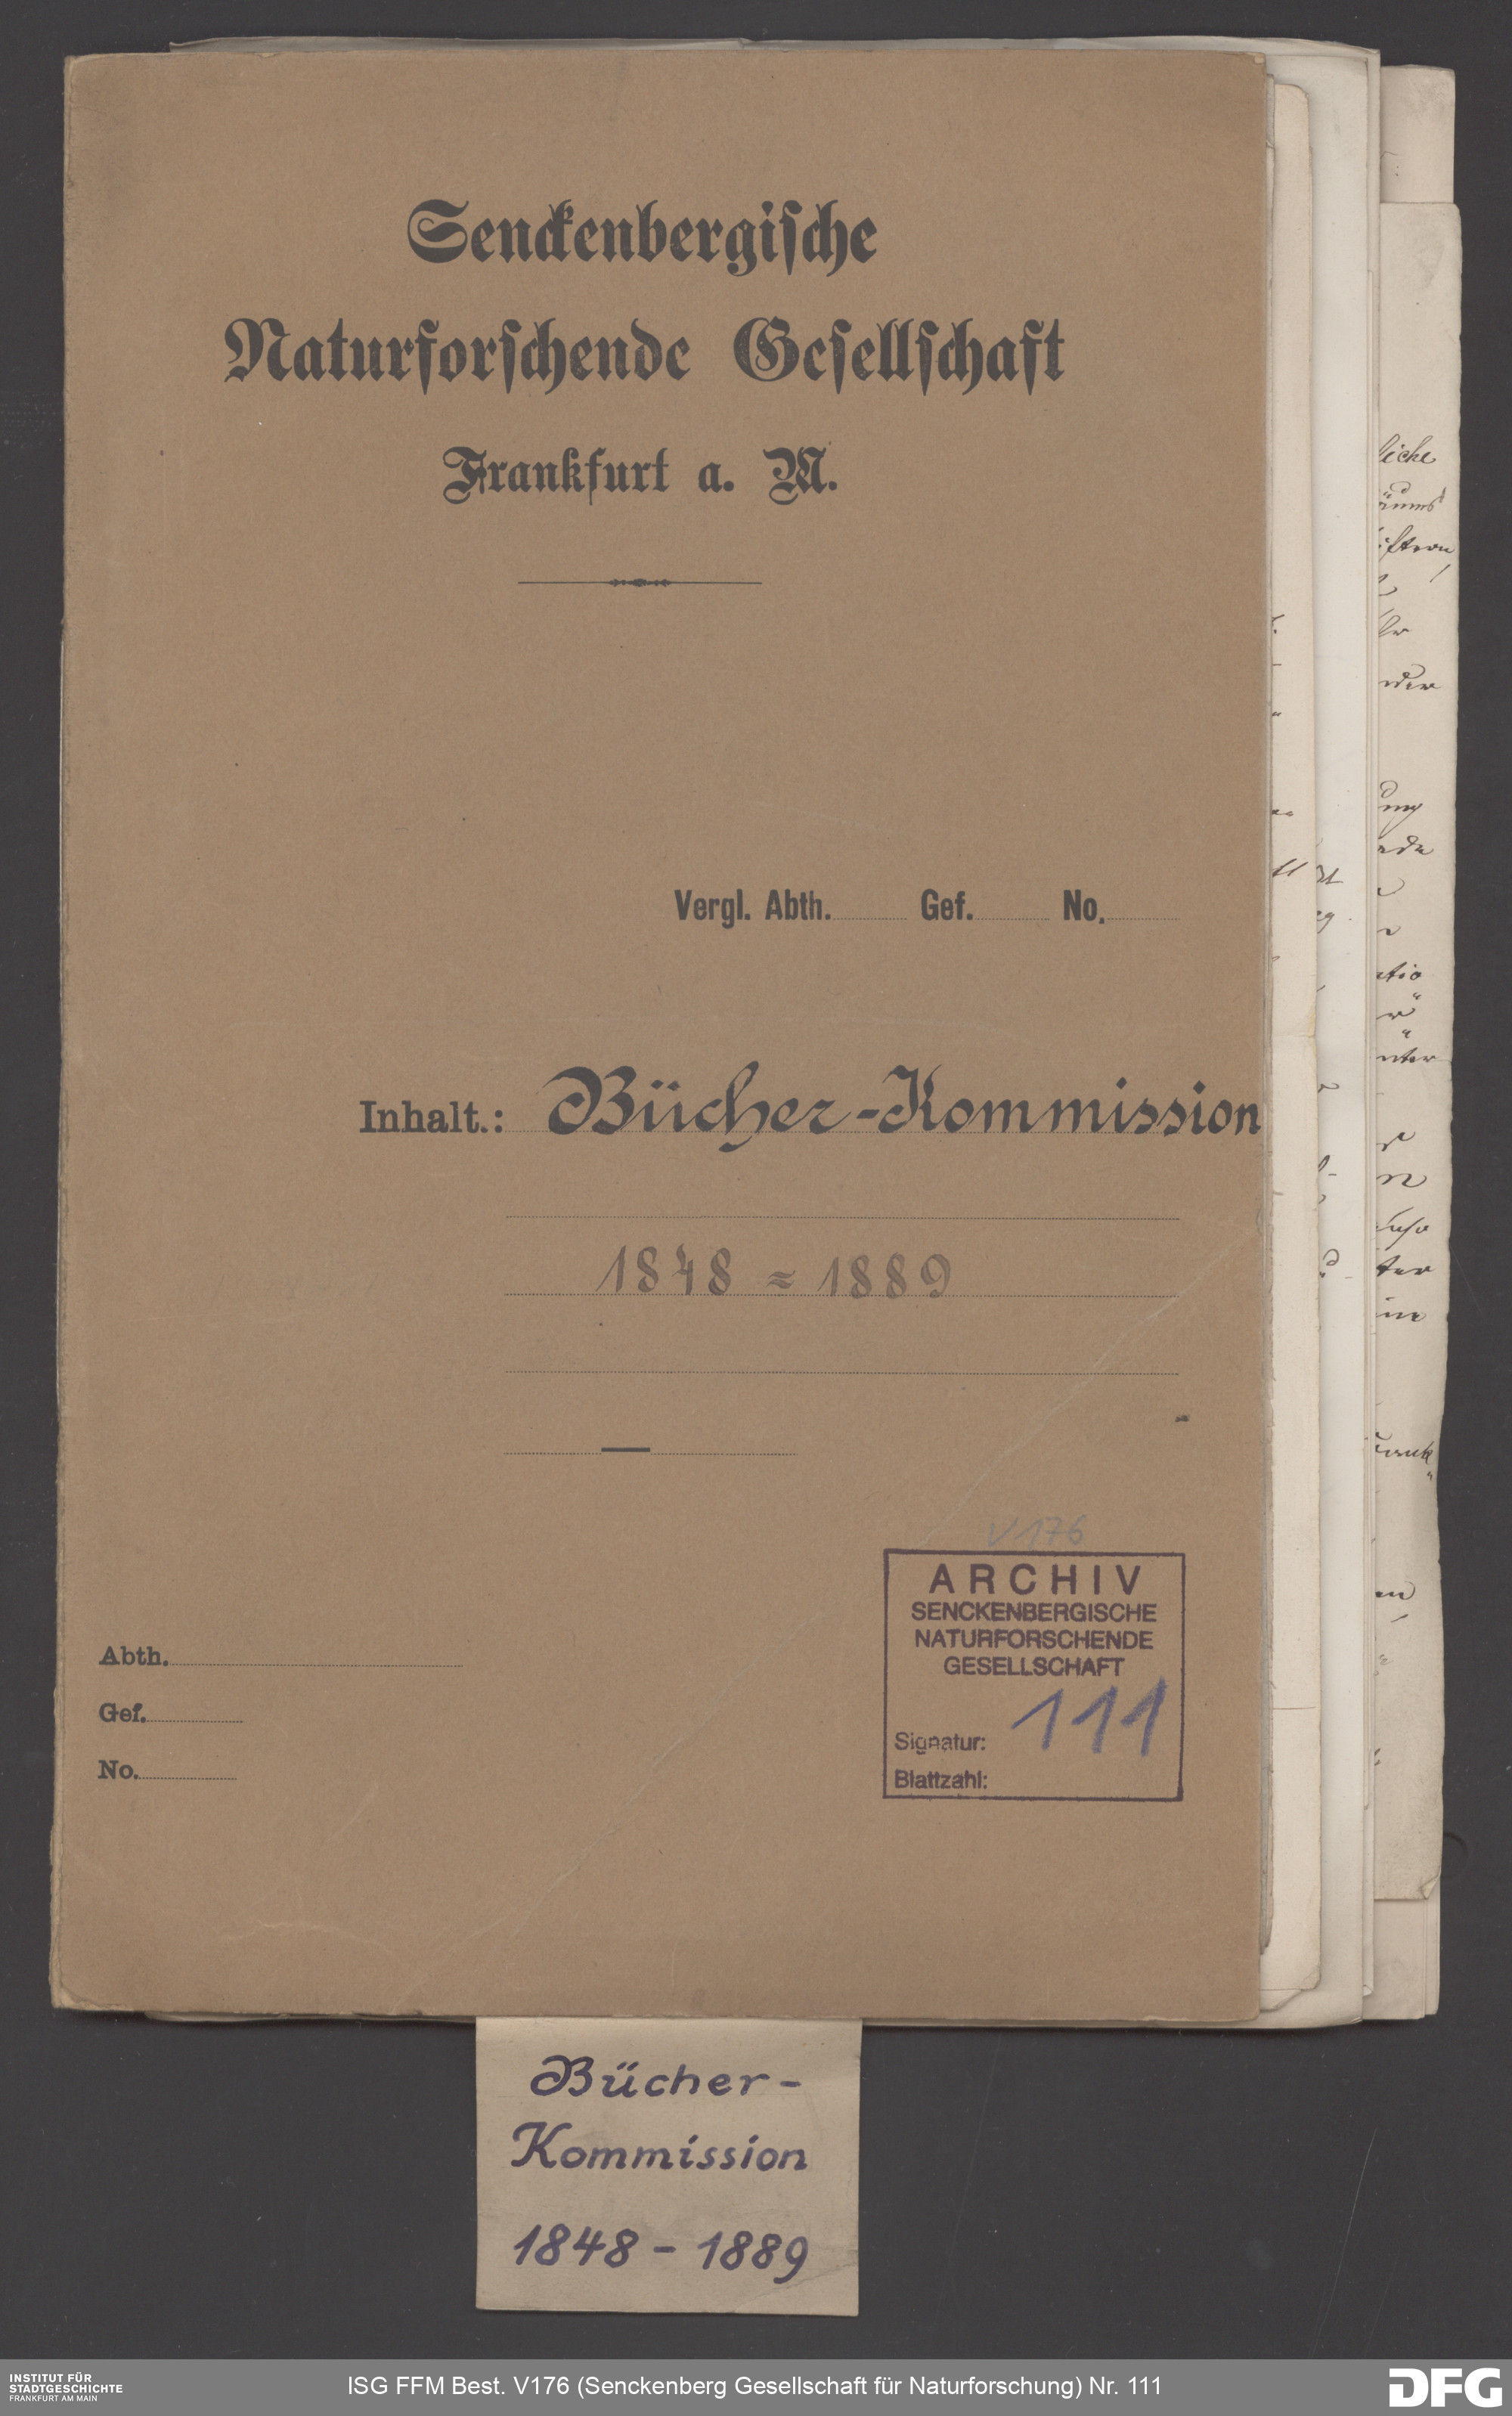 Senckenbergische
Naturforschende Gesellschaft
Frankfurt a. M.
Vergl. Abth. Gef. No.
Inhalt.: Bücher-Kommission
1848 = 1889
V 176
ARCHIV
SENCKENBERGISCHE
NATURFORSCHENDE
GESELLSCHAFT
Signatur: 111
Blattzahl:
Abth.
Gef.
No.
Bücher-
Kommission
1848 - 1889
INSTITUT FÜR
STADTGESCHICHTE
FRANKFURT AM MAIN
ISG FFM Best. V176 (Senckenberg Gesellschaft für Naturforschung) Nr. 111
DFG